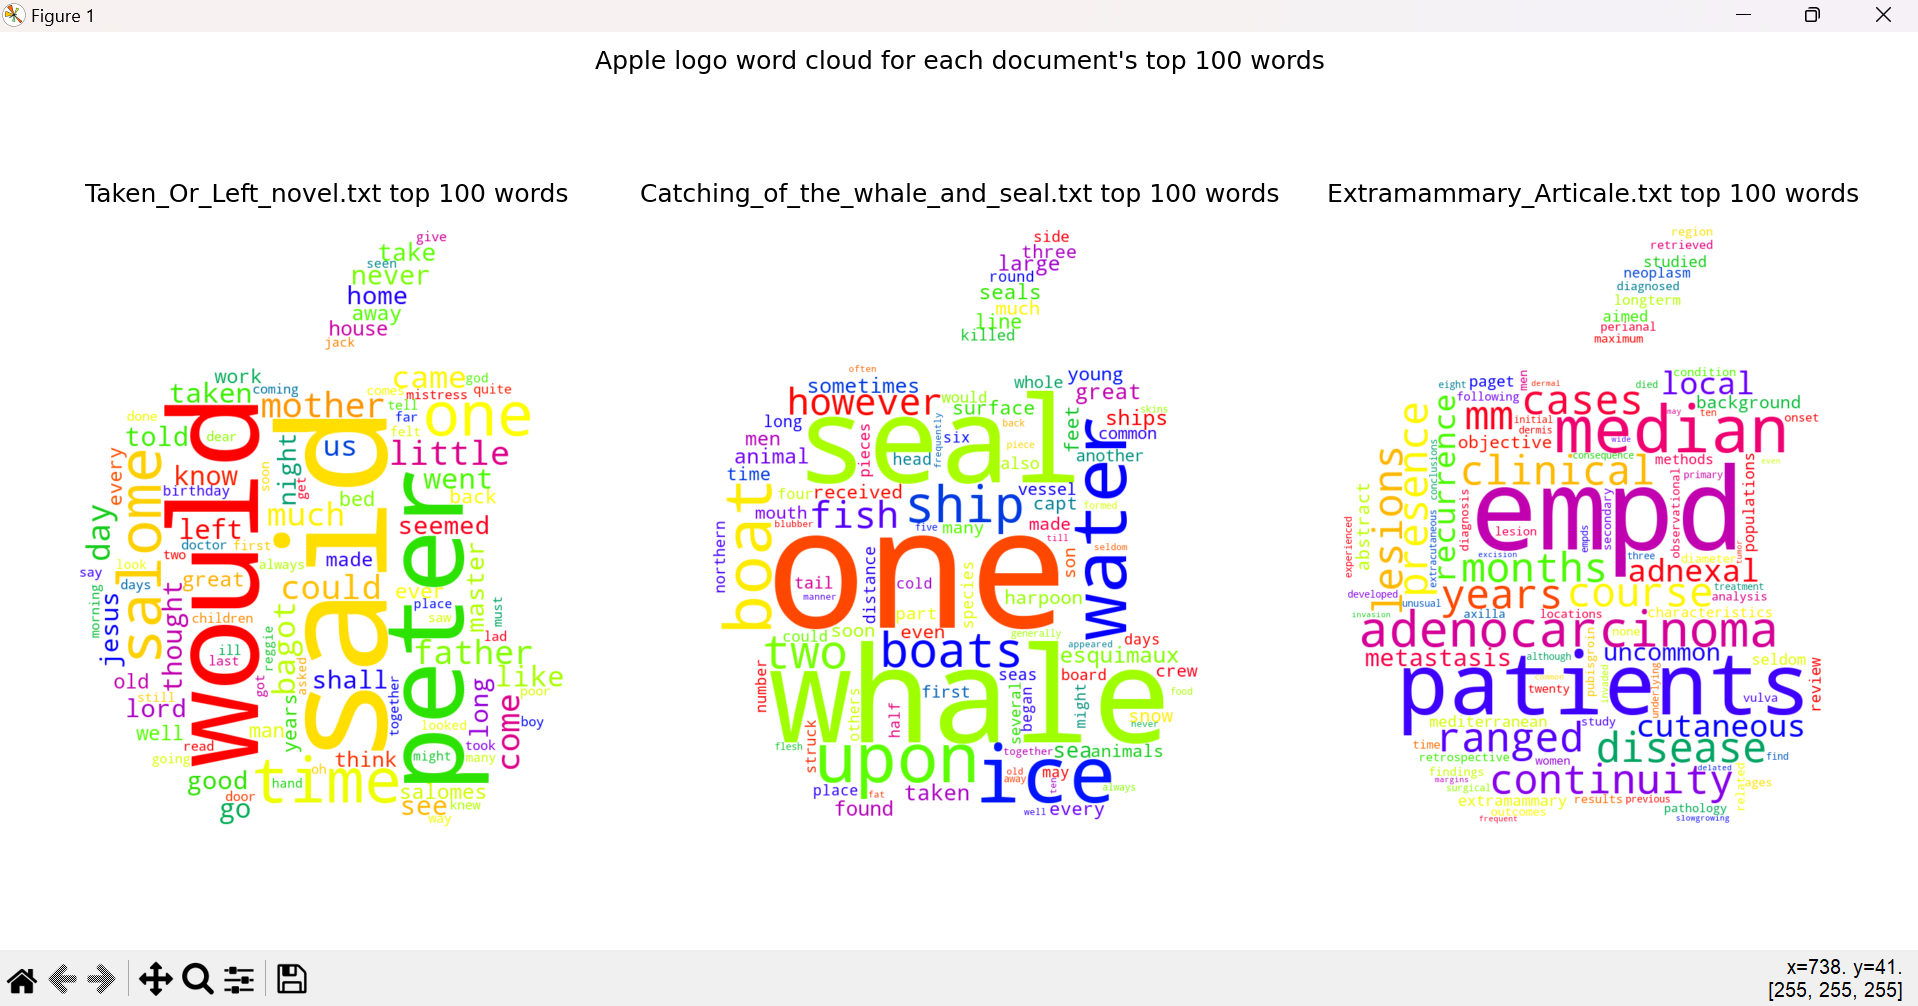 Figure 1
Apple logo word cloud for each document's top 100 words
Taken_Or_Left_novel.txt top 100 words
give
take
seen
never
home
away
house
jack
work
taken
coming
came
god
comes
mistress
quite
mother
tell
done
far
one
told
dear
us
felt
would
said
little
every
night
know
soon
get
went
birthday
bed
back
salome
much
left
seemed
day
doctor
first
two
made
look
always
peter
say
days
great
could
ever
master
morning
jesus
thought
children
place
saw
must
bagot
lad
ill
last
reggie
father
asked
old
got
shall
like
still
together
long
poor
lord
years
come
well
man
looked
boy
read
took
going
think
might
many
good
oh
hand
time
door
salomes
go
see
knew
way
Catching_of_the_whale_and_seal.txt top 100 words
side
three
large
round
seals
much
line
killed
often
sometimes
whole
young
however
would
great
surface
skins
long
back
feet
ships
men
pieces
seal
frequently
six
piece
common
animal
head
also
another
time
boat
four
received
ship
vessel
water
mouth
fish
capt
formed
blubber
five
many
made
till
northern
one
distance
seldom
tail
cold
species
son
manner
harpoon
part
could
soon
even
generally
two
boats
appeared
days
esquimaux
number
whale
seas
board
crew
first
several
began
might
food
others
half
snow
never
struck
flesh
upon
together
sea
animals
old
away
may
ten
ice
place
fat
taken
always
found
well
every
Extramammary_Articale.txt top 100 words
region
retrieved
studied
neoplasm
diagnosed
longterm
aimed
perianal
maximum
condition
eight
paget
men
dermal
died
local
following
cases
background
mm
initial
may
ten
onset
presence
recurrence
dermis
median
objective
wide
conclusions
lesions
clinical
consequence
methods
even
primary
populations
abstract
diagnosis
empd
secondary
observational
experienced
extracutaneous
lesion
empds
tumor
excision
three
diameter
months
adnexal
developed
years
course
treatment
analysis
unusual
invasion
axilla
locations
characteristics
adenocarcinoma
none
metastasis
although
pubisgroin
uncommon
seldom
common
invaded
underlying
review
twenty
patients
vulva
mediterranean
study
cutaneous
time
ranged
retrospective
women
disease
find
findings
delated
margins
continuity
related
ages
surgical
extramammary
results
previous
outcomes
pathology
frequent
slowgrowing
x=738. y=41.
[255, 255, 255]